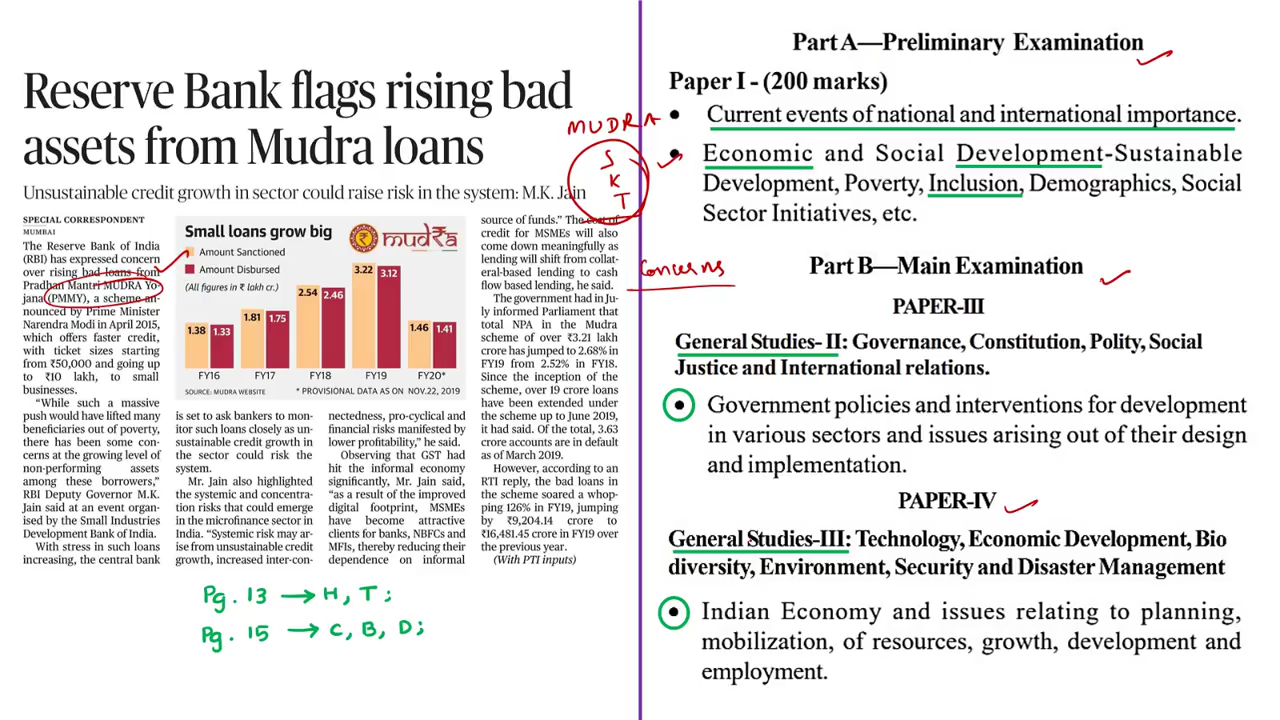 Reserve Bank flags rising bad
assets from Mudra loans
Unsustainable credit growth in sector could raise risk in the system: M.K. Jain
SPECIAL CORRESPONDENT
MUMBAI
The Reserve Bank of India
(RBI) has expressed concern
over rising bad loans from
Pradhan Mantri MUDRA Yo-
jana (PMMY), a scheme an-
nounced by Prime Minister
Narendra Modi in April 2015,
which offers faster credit,
with ticket sizes starting
from ₹50,000 and going up
to ₹10 lakh, to small
businesses.
“While such a massive
push would have lifted many
beneficiaries out of poverty,
there has been some con-
cerns at the growing level of
non-performing assets
among these borrowers,”
RBI Deputy Governor M.K.
Jain said at an event organ-
ised by the Small Industries
Development Bank of India.
With stress in such loans
increasing, the central bank
Small loans grow big
mudra
Amount Sanctioned
Amount Disbursed
(All figures in ₹ lakh cr.)
1.38 1.33
1.81 1.75
2.54 2.46
3.22 3.12
1.46 1.41
FY16 FY17 FY18 FY19 FY20*
SOURCE: MUDRA WEBSITE * PROVISIONAL DATA AS ON NOV.22, 2019
is set to ask bankers to mon-
itor such loans closely as un-
sustainable credit growth in
the sector could risk the
system.
Mr. Jain also highlighted
the systemic and concentra-
tion risks that could emerge
in the microfinance sector in
India. “Systemic risk may ar-
ise from unsustainable credit
growth, increased inter-con-
nectedness, pro-cyclical and
financial risks manifested by
lower profitability,” he said.
Observing that GST had
hit the informal economy
significantly, Mr. Jain said,
“as a result of the improved
digital footprint, MSMEs
have become attractive
clients for banks, NBFCs and
MFIs, thereby reducing their
dependence on informal
source of funds.” The cost of
credit for MSMEs will also
come down meaningfully as
lending will shift from collat-
eral-based lending to cash
flow based lending, he said.
The government had in Ju-
ly informed Parliament that
total NPA in the Mudra
scheme of over ₹3.21 lakh
crore has jumped to 2.68% in
FY19 from 2.52% in FY18.
Since the inception of the
scheme, over 19 crore loans
have been extended under
the scheme up to June 2019,
it had said. Of the total, 3.63
crore accounts are in default
as of March 2019.
However, according to an
RTI reply, the bad loans in
the scheme soared a whop-
ping 126% in FY19, jumping
by ₹9,204.14 crore to
₹16,481.45 crore in FY19 over
the previous year.
(With PTI inputs)
Pg. 13 → H, T;
Pg. 15 → C, B, D;
MUDRA
S
K
T
Concerns
Part A—Preliminary Examination
Paper I - (200 marks)
• Current events of national and international importance.
• Economic and Social Development-Sustainable
Development, Poverty, Inclusion, Demographics, Social
Sector Initiatives, etc.
Part B—Main Examination
PAPER-III
General Studies- II: Governance, Constitution, Polity, Social
Justice and International relations.
• Government policies and interventions for development
in various sectors and issues arising out of their design
and implementation.
PAPER-IV
General Studies-III: Technology, Economic Development, Bio
diversity, Environment, Security and Disaster Management
• Indian Economy and issues relating to planning,
mobilization, of resources, growth, development and
employment.